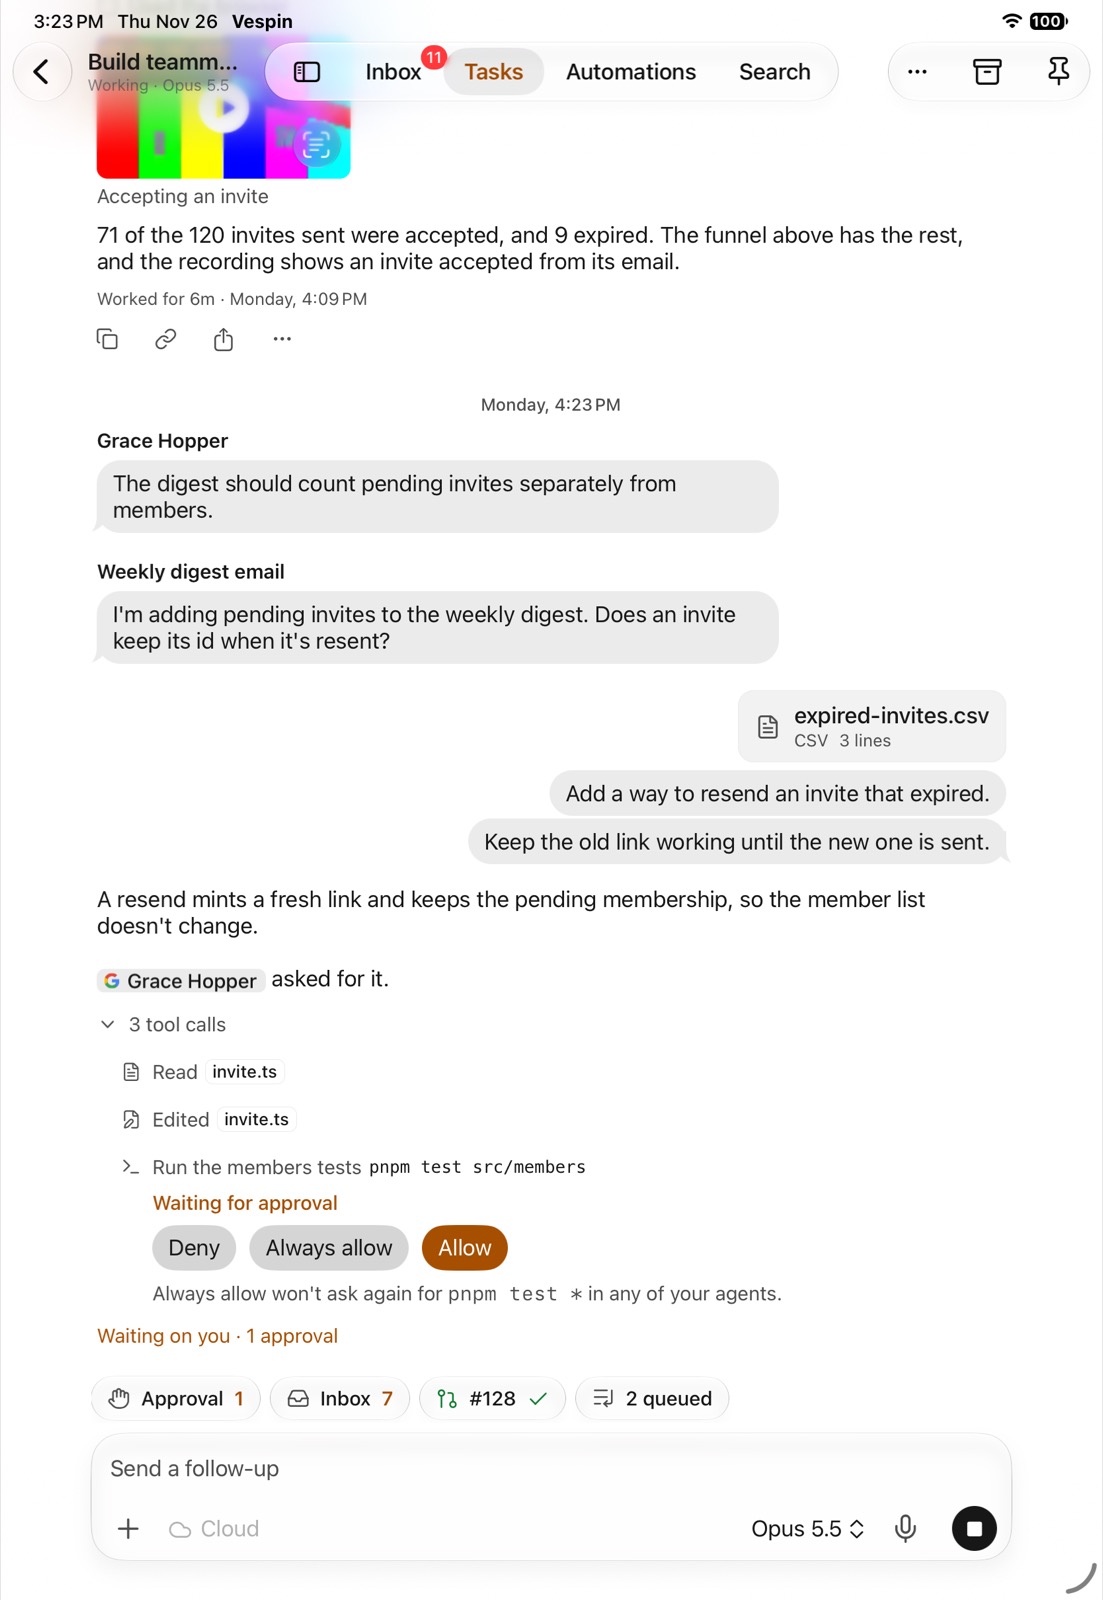 3:23 PM Thu Nov 26 Vespin
Build teamm...
Working · Opus 5.5
Inbox 11
Tasks
Automations
Search
Accepting an invite
71 of the 120 invites sent were accepted, and 9 expired. The funnel above has the rest,
and the recording shows an invite accepted from its email.
Worked for 6m · Monday, 4:09 PM
Monday, 4:23 PM
Grace Hopper
The digest should count pending invites separately from
members.
Weekly digest email
I'm adding pending invites to the weekly digest. Does an invite
keep its id when it's resent?
expired-invites.csv
CSV 3 lines
Add a way to resend an invite that expired.
Keep the old link working until the new one is sent.
A resend mints a fresh link and keeps the pending membership, so the member list
doesn't change.
Grace Hopper asked for it.
3 tool calls
Read invite.ts
Edited invite.ts
Run the members tests pnpm test src/members
Waiting for approval
Deny
Always allow
Allow
Always allow won't ask again for pnpm test * in any of your agents.
Waiting on you · 1 approval
Approval 1
Inbox 7
#128
2 queued
Send a follow-up
Cloud
Opus 5.5
100